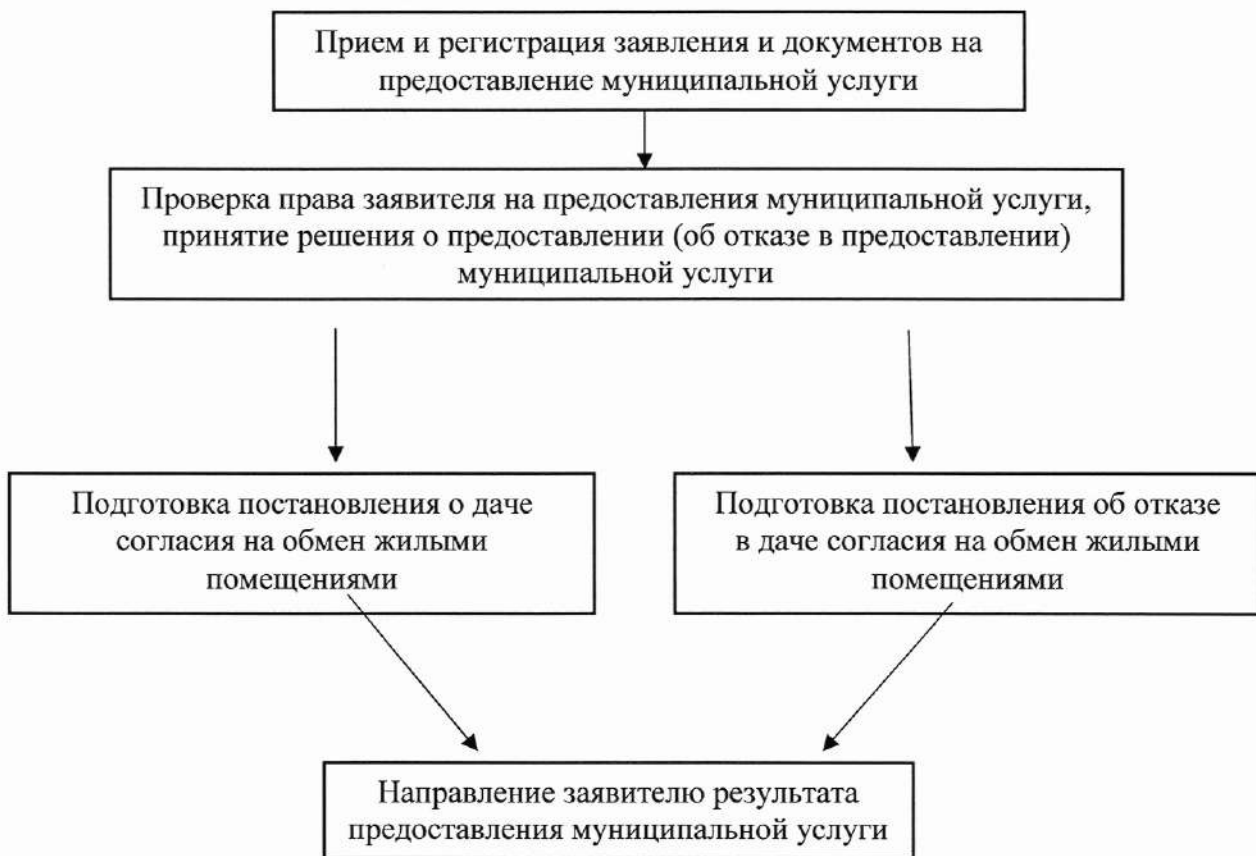 Прием и регистрация заявления и документов на
предоставление муниципальной услуги
Проверка права заявителя на предоставления муниципальной услуги,
принятие решения о предоставлении (об отказе в предоставлении)
муниципальной услуги
Подготовка постановления о даче
согласия на обмен жилыми
помещениями
Подготовка постановления об отказе
в даче согласия на обмен жилыми
помещениями
Направление заявителю результата
предоставления муниципальной услуги